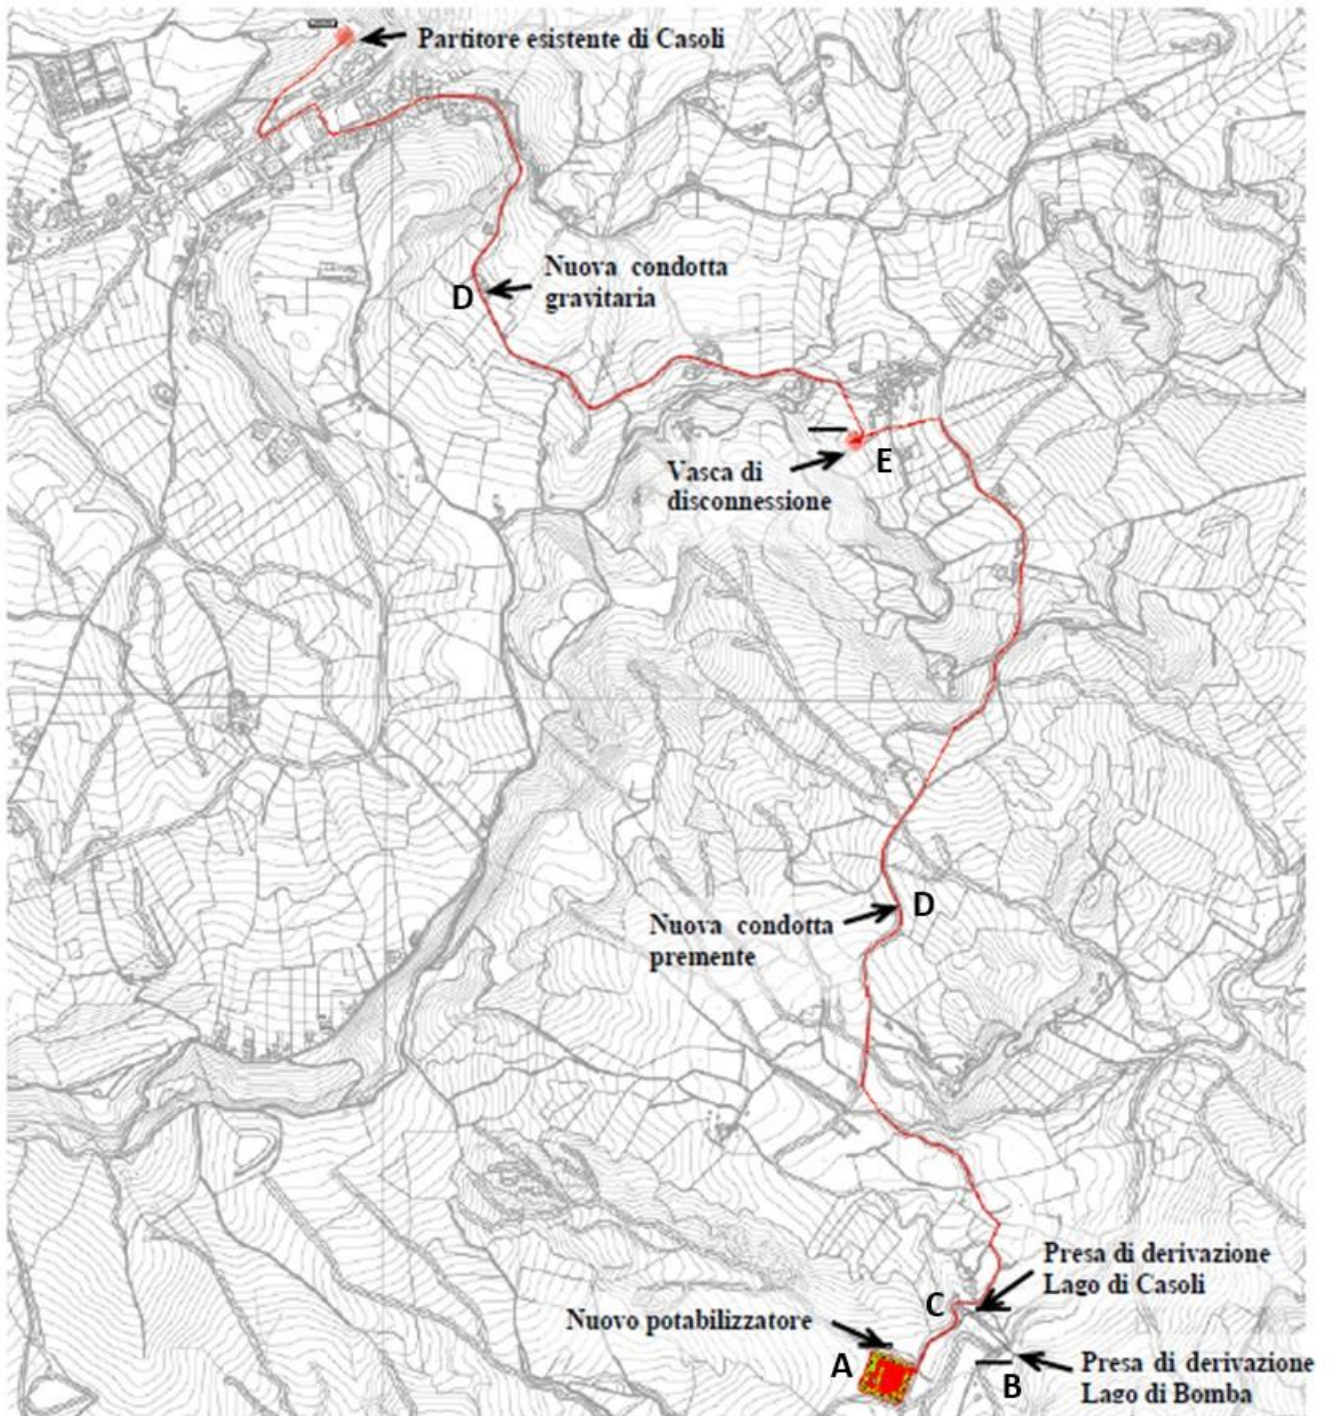 Partitore esistente di Casoli
Nuova condotta
gravitaria
D
E
Vasca di
disconnessione
D
Nuova condotta
premente
Presa di derivazione
Lago di Casoli
C
Nuovo potabilizzatore
A
Presa di derivazione
Lago di Bomba
B